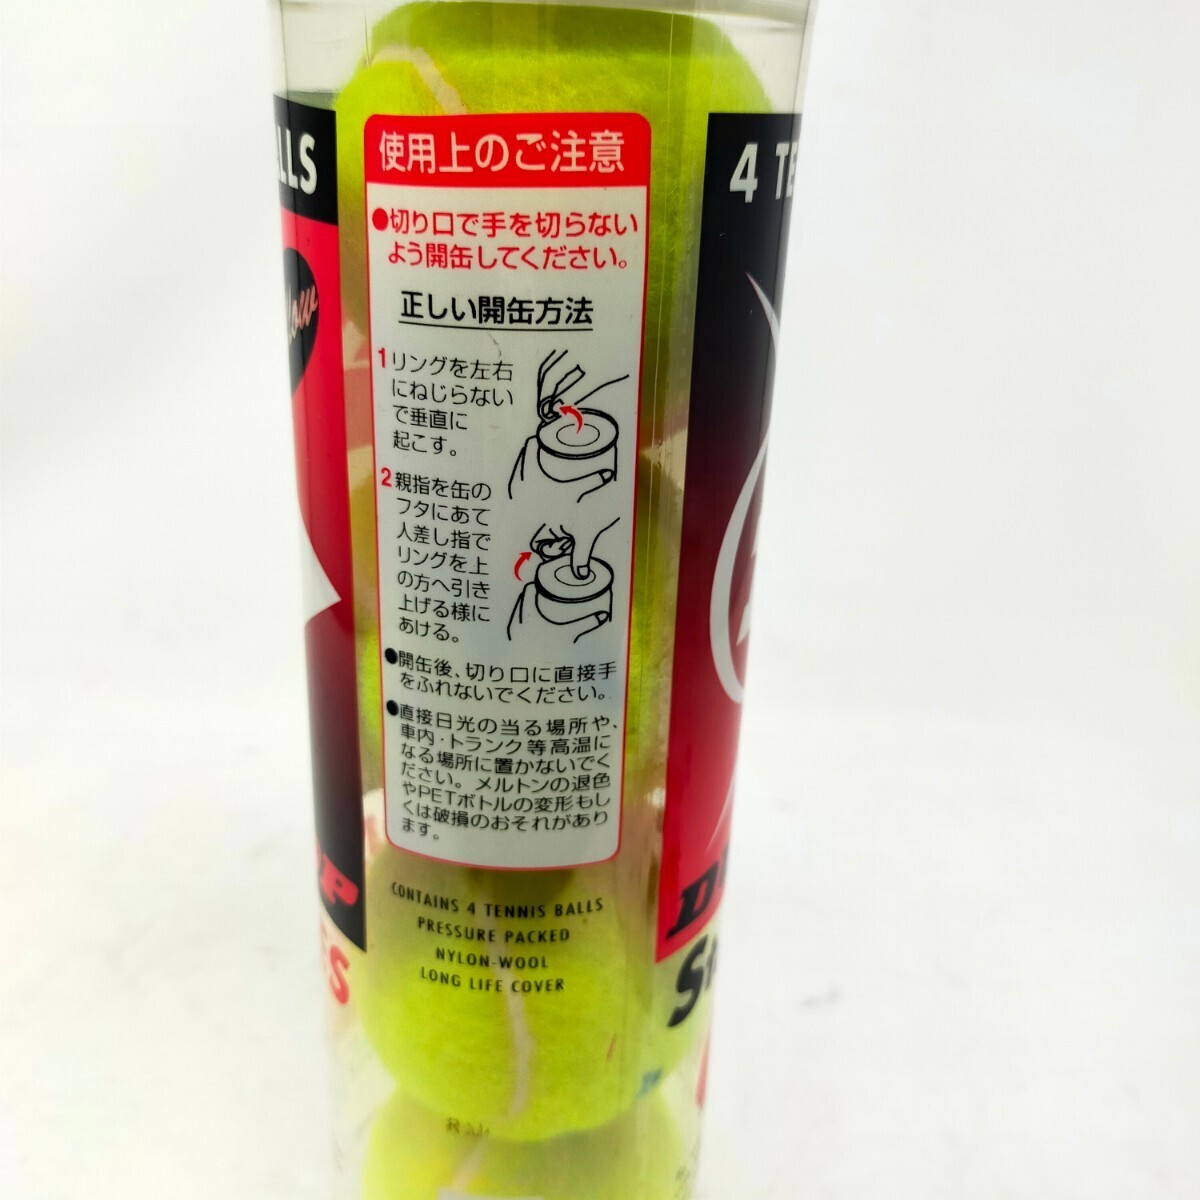 使用上のご注意
●切り口で手を切らない
よう開缶してください。
正しい開缶方法
1リングを左右
にねじらない
で垂直に
起こす。
2親指を缶の
フタにあて
人差し指で
リングを上
の方へ引き
上げる様に
あける。
●開缶後、切り口に直接手
をふれないでください。
●直接日光の当る場所や、
車内・トランク等高温に
なる場所に置かないでく
ださい。メルトンの退色
やPETボトルの変形もし
くは破損のおそれがあり
ます。
CONTAINS 4 TENNIS BALLS
PRESSURE PACKED
NYLON-WOOL
LONG LIFE COVER
4 TE